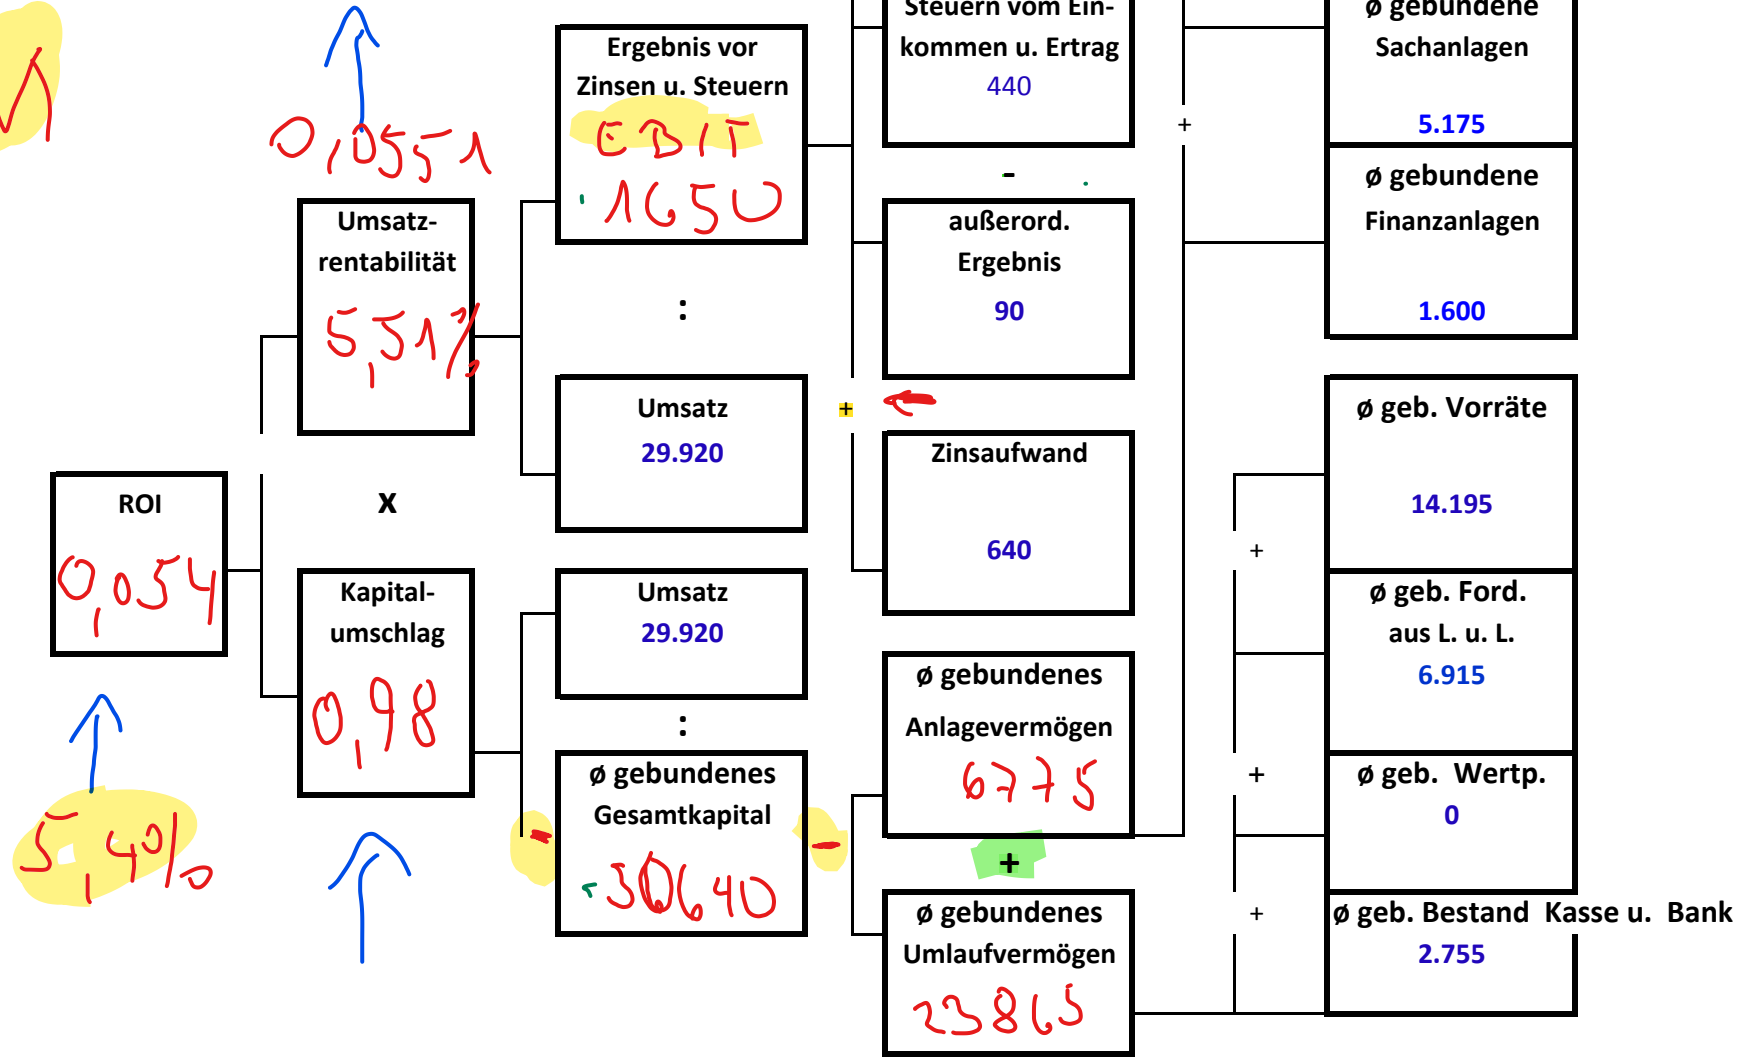 0,0551
Umsatz-
rentabilität
5,51%
ROI
0,054
5,4%
x
Kapital-
umschlag
0,98
Ergebnis vor
Zinsen u. Steuern
EBIT
1650
:
Umsatz
29.920
Umsatz
29.920
:
ø gebundenes
Gesamtkapital
30640
-
-
Steuern vom Ein-
kommen u. Ertrag
440
-
außerord.
Ergebnis
90
+
Zinsaufwand
640
ø gebundenes
Anlagevermögen
6775
+
ø gebundenes
Umlaufvermögen
23865
ø gebundene
Sachanlagen
5.175
+
ø gebundene
Finanzanlagen
1.600
ø geb. Vorräte
14.195
+
ø geb. Ford.
aus L. u. L.
6.915
+
ø geb. Wertp.
0
+
ø geb. Bestand Kasse u. Bank
2.755